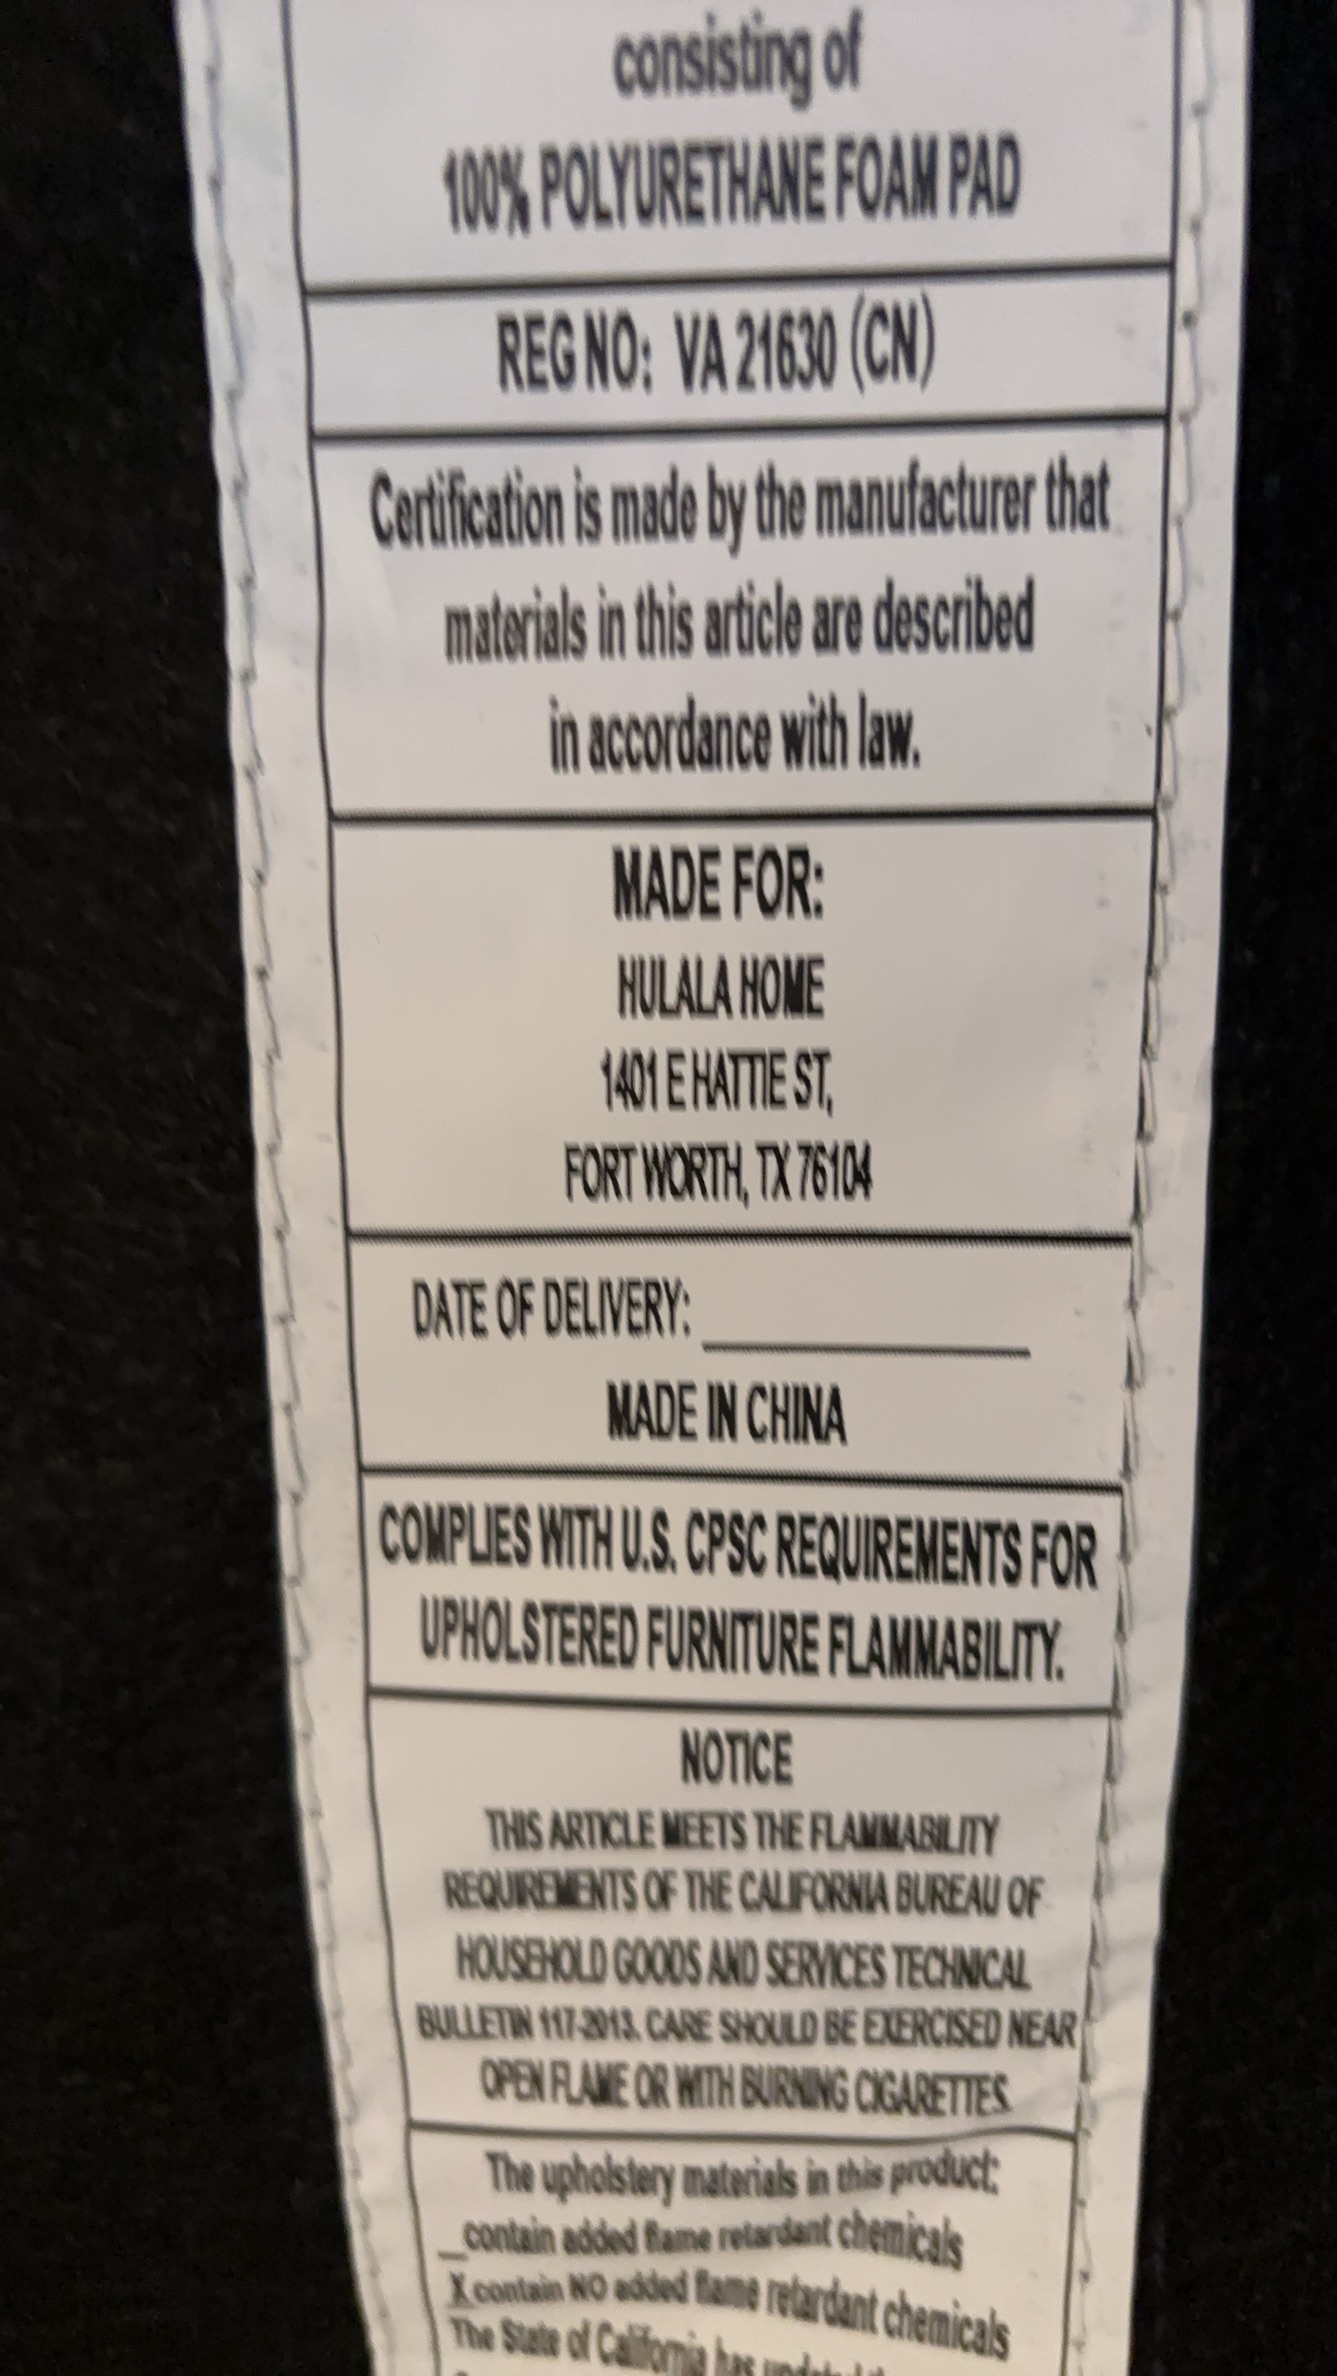 consisting of
100% POLYURETHANE FOAM PAD
REG NO: VA 21630 (CN)
Certification is made by the manufacturer that
materials in this article are described
in accordance with law.
MADE FOR:
HULALA HOME
1401 E HATTIE ST,
FORT WORTH, TX 76104
DATE OF DELIVERY: ____________
MADE IN CHINA
COMPLIES WITH U.S. CPSC REQUIREMENTS FOR
UPHOLSTERED FURNITURE FLAMMABILITY.
NOTICE
THIS ARTICLE MEETS THE FLAMMABILITY
REQUIREMENTS OF THE CALIFORNIA BUREAU OF
HOUSEHOLD GOODS AND SERVICES TECHNICAL
BULLETIN 117-2013. CARE SHOULD BE EXERCISED NEAR
OPEN FLAME OR WITH BURNING CIGARETTES.
The upholstery materials in this product:
_contain added flame retardant chemicals
X contain NO added flame retardant chemicals
The State of California has